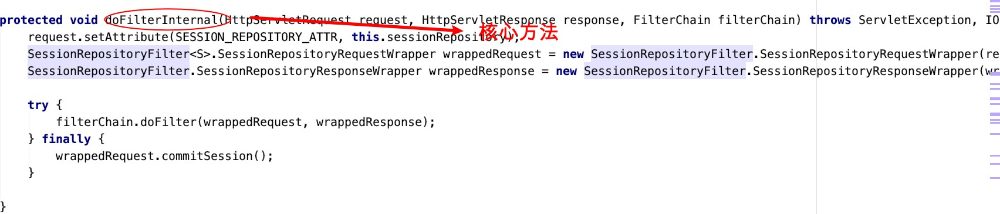 protected void doFilterInternal(HttpServletRequest request, HttpServletResponse response, FilterChain filterChain) throws ServletException, IO
核心方法
request.setAttribute(SESSION_REPOSITORY_ATTR, this.sessionRepository);
SessionRepositoryFilter<S>.SessionRepositoryRequestWrapper wrappedRequest = new SessionRepositoryFilter.SessionRepositoryRequestWrapper(re
SessionRepositoryFilter.SessionRepositoryResponseWrapper wrappedResponse = new SessionRepositoryFilter.SessionRepositoryResponseWrapper(wr
try {
filterChain.doFilter(wrappedRequest, wrappedResponse);
} finally {
wrappedRequest.commitSession();
}
}